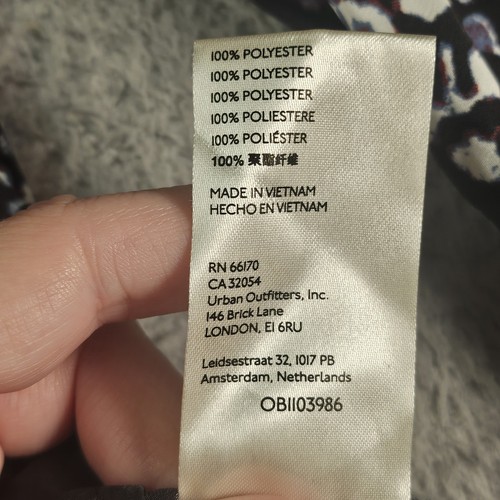 100% POLYESTER
100% POLYESTER
100% POLYESTER
100% POLIESTERE
100% POLIÉSTER
100% 聚酯纤维
MADE IN VIETNAM
HECHO EN VIETNAM
RN 66170
CA 32054
Urban Outfitters, Inc.
146 Brick Lane
LONDON, E1 6RU
Leidsestraat 32, 1017 PB
Amsterdam, Netherlands
OB1103986